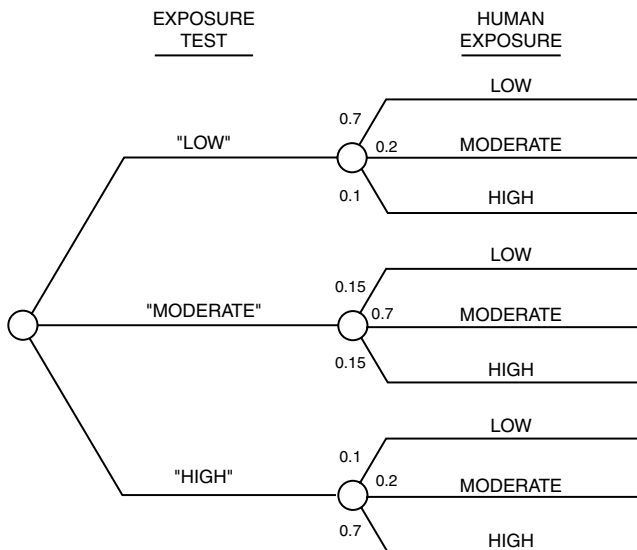 EXPOSURE
TEST
HUMAN
EXPOSURE
LOW
0.7
"LOW"
0.2
MODERATE
0.1
HIGH
LOW
0.15
"MODERATE"
0.7
MODERATE
0.15
HIGH
LOW
0.1
"HIGH"
0.2
MODERATE
0.7
HIGH